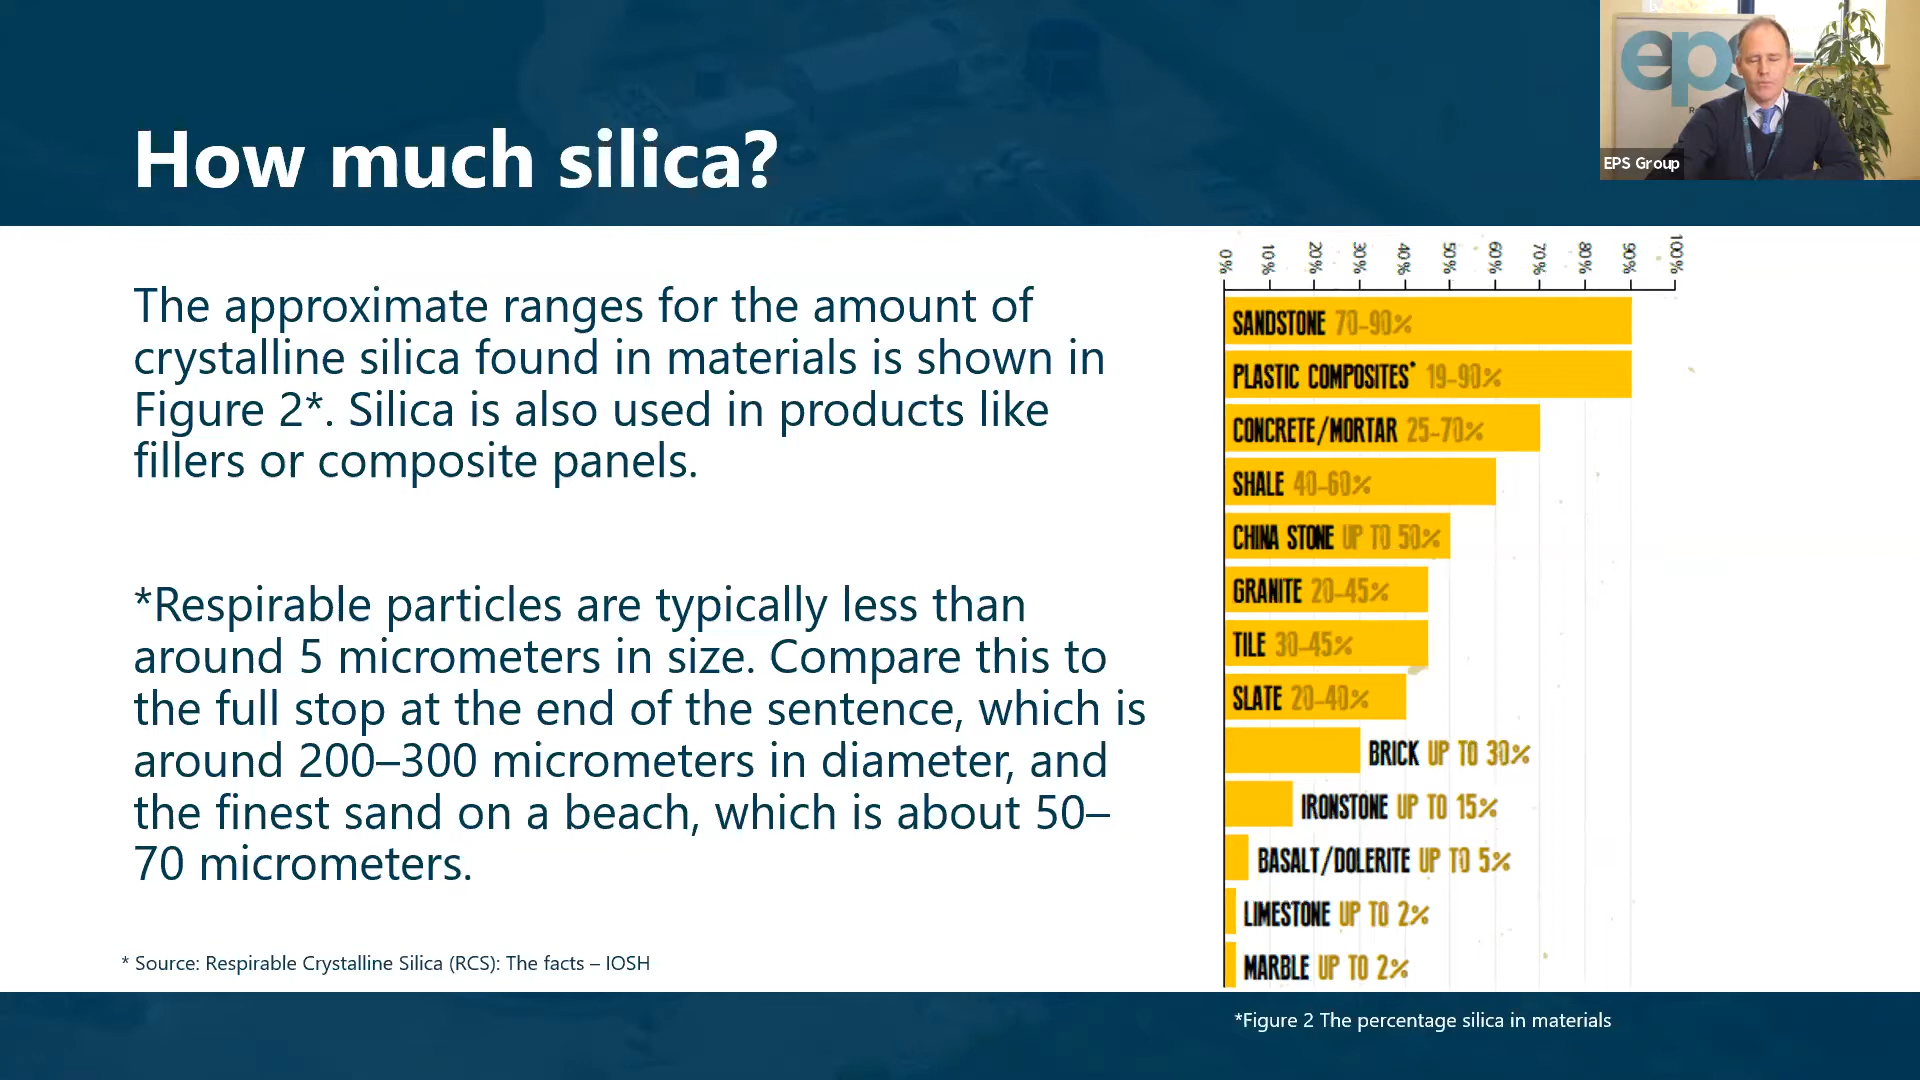 eps
EPS Group
How much silica?
The approximate ranges for the amount of
crystalline silica found in materials is shown in
Figure 2*. Silica is also used in products like
fillers or composite panels.
*Respirable particles are typically less than
around 5 micrometers in size. Compare this to
the full stop at the end of the sentence, which is
around 200–300 micrometers in diameter, and
the finest sand on a beach, which is about 50–
70 micrometers.
* Source: Respirable Crystalline Silica (RCS): The facts – IOSH
0% 10% 20% 30% 40% 50% 60% 70% 80% 90% 100%
SANDSTONE 70-90%
PLASTIC COMPOSITES* 19-90%
CONCRETE/MORTAR 25-70%
SHALE 40-60%
CHINA STONE UP TO 50%
GRANITE 20-45%
TILE 30-45%
SLATE 20-40%
BRICK UP TO 30%
IRONSTONE UP TO 15%
BASALT/DOLERITE UP TO 5%
LIMESTONE UP TO 2%
MARBLE UP TO 2%
*Figure 2 The percentage silica in materials